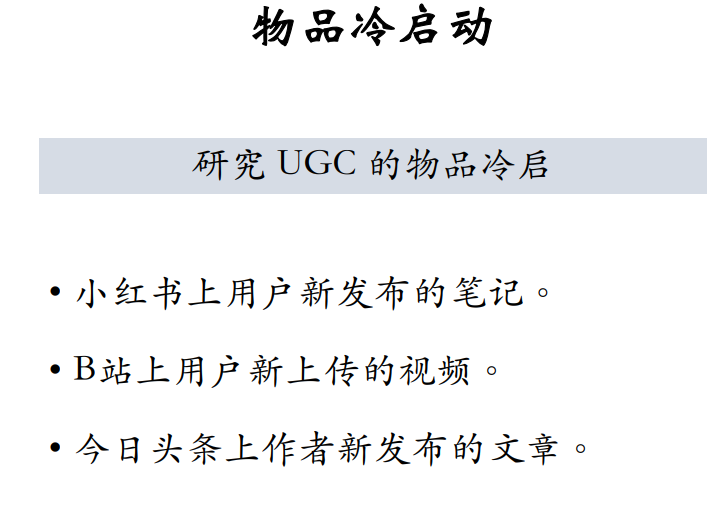 物品冷启动
研究 UGC 的物品冷启
• 小红书上用户新发布的笔记。
• B站上用户新上传的视频。
• 今日头条上作者新发布的文章。